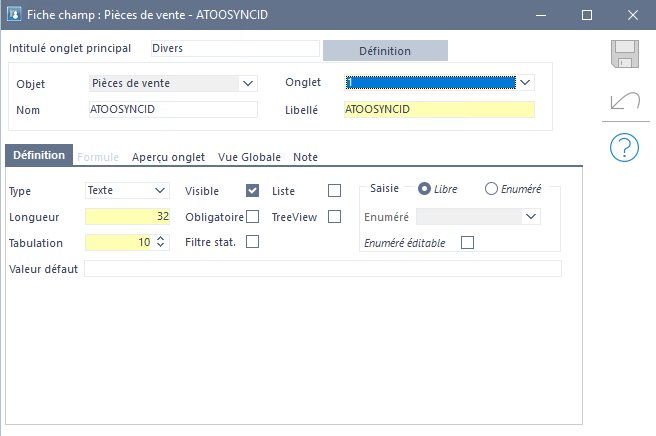 Fiche champ : Pièces de vente - ATOOSYNCID
Intitulé onglet principal Divers Définition
Objet Pièces de vente Onglet 1
Nom ATOOSYNCID Libellé ATOOSYNCID
Définition Formule Aperçu onglet Vue Globale Note
Type Texte Visible Liste Saisie Libre Enuméré
Longueur 32 Obligatoire TreeView Enuméré
Tabulation 10 Filtre stat. Enuméré éditable
Valeur défaut